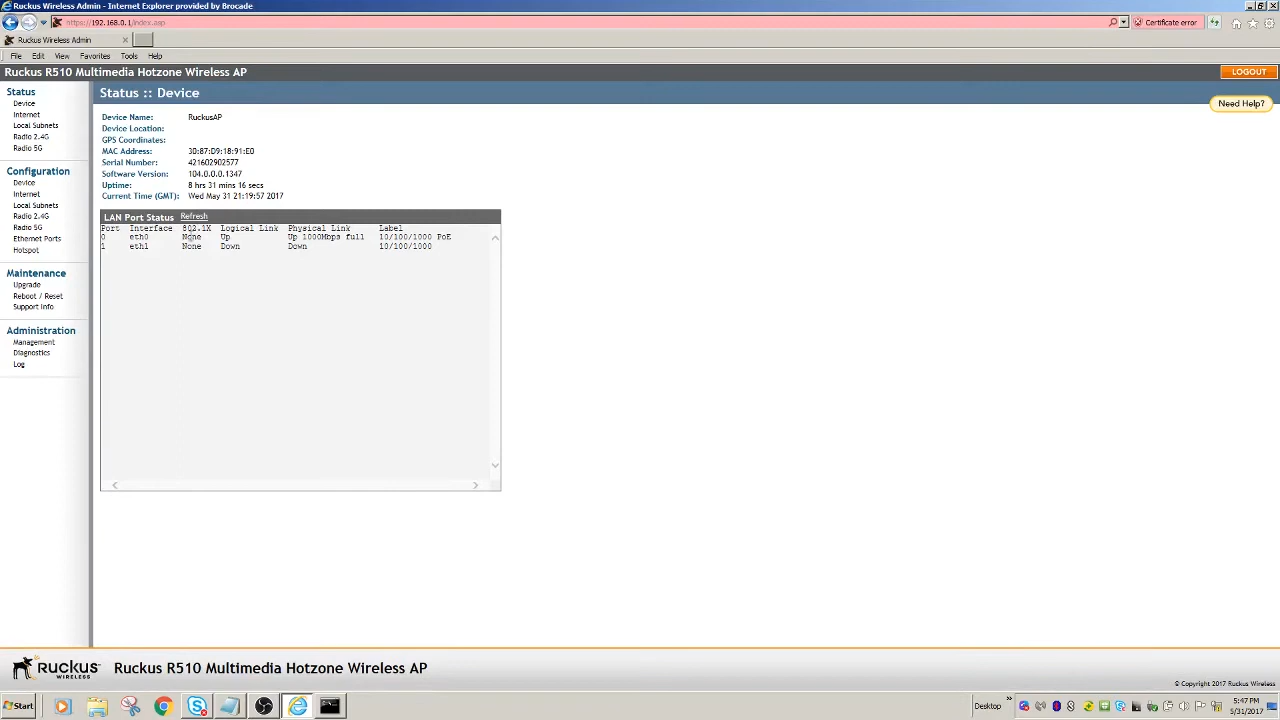 Ruckus Wireless Admin - Internet Explorer provided by Brocade
https://192.168.0.1/index.asp
Certificate error
Ruckus Wireless Admin
File Edit View Favorites Tools Help
Ruckus R510 Multimedia Hotzone Wireless AP
LOGOUT
Status
Device
Internet
Local Subnets
Radio 2.4G
Radio 5G
Configuration
Device
Internet
Local Subnets
Radio 2.4G
Radio 5G
Ethernet Ports
Hotspot
Maintenance
Upgrade
Reboot / Reset
Support Info
Administration
Management
Diagnostics
Log
Status :: Device
Need Help?
Device Name: RuckusAP
Device Location:
GPS Coordinates:
MAC Address: 30:87:D9:18:91:E0
Serial Number: 421602902577
Software Version: 104.0.0.0.1347
Uptime: 8 hrs 31 mins 16 secs
Current Time (GMT): Wed May 31 21:19:57 2017
LAN Port Status Refresh
Port Interface 802.1X Logical Link Physical Link Label
0 eth0 None Up Up 1000Mbps full 10/100/1000 PoE
1 eth1 None Down Down 10/100/1000
RUCKUS WIRELESS
Ruckus R510 Multimedia Hotzone Wireless AP
© Copyright 2017 Ruckus Wireless
Start
Desktop
5:47 PM
5/31/2017